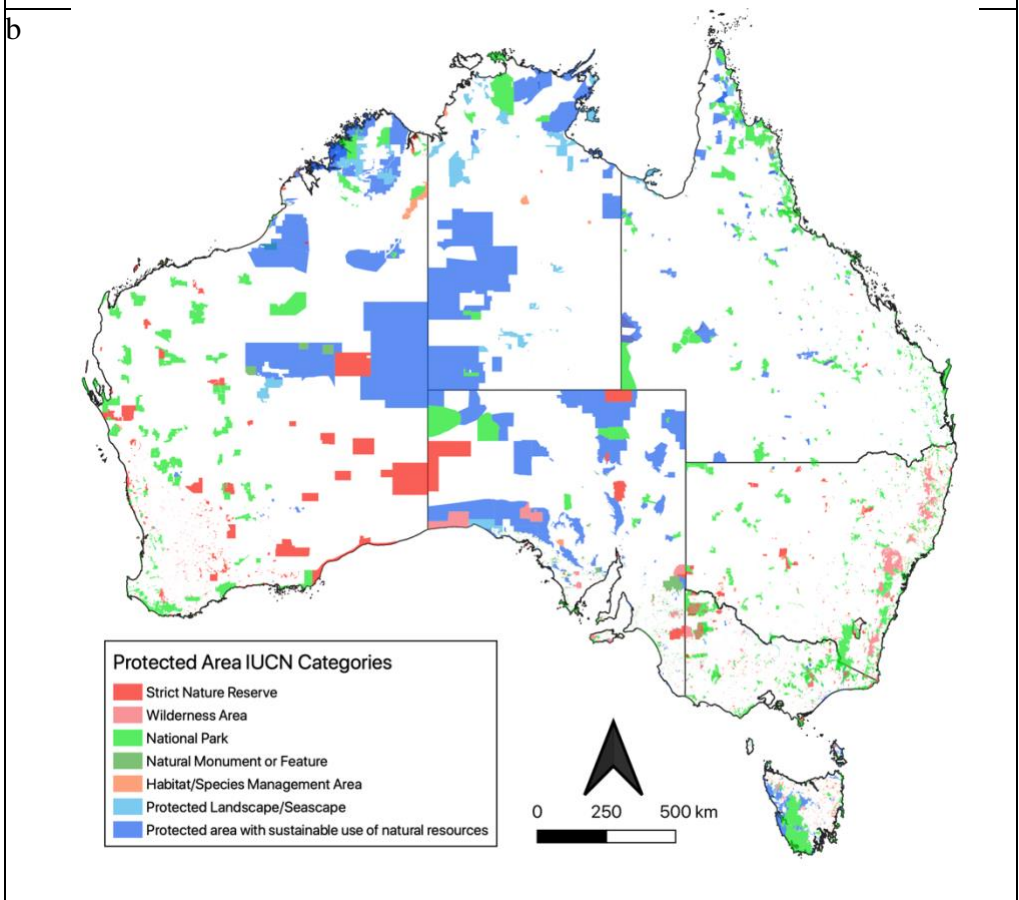 b
Protected Area IUCN Categories
Strict Nature Reserve
Wilderness Area
National Park
Natural Monument or Feature
Habitat/Species Management Area
Protected Landscape/Seascape
Protected area with sustainable use of natural resources
0 250 500 km